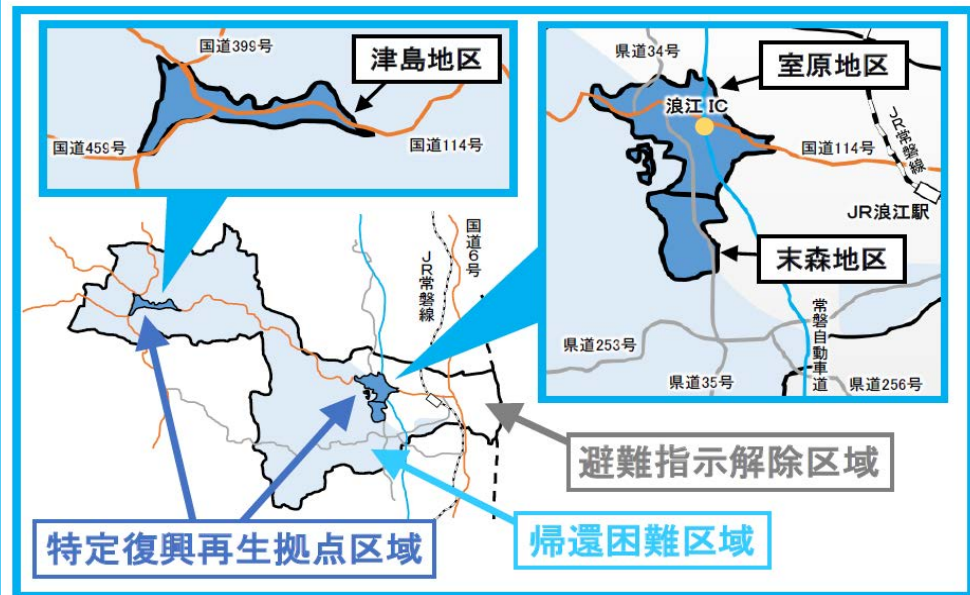 国道399号
津島地区
国道459号
国道114号
県道34号
室原地区
浪江 IC
国道114号
JR常磐線
JR浪江駅
末森地区
常磐自動車道
県道253号
県道35号
県道256号
国道6号
JR常磐線
避難指示解除区域
特定復興再生拠点区域
帰還困難区域